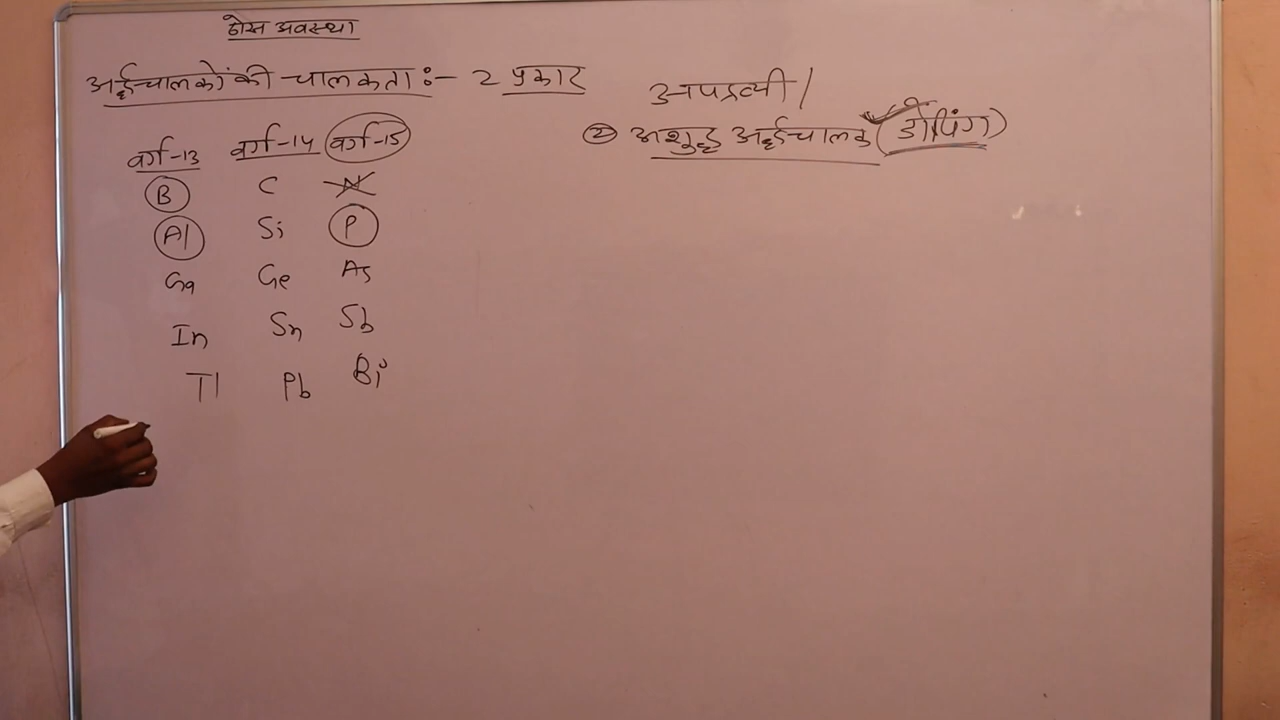 ठोस अवस्था
अर्द्धचालकों की चालकता :- 2 प्रकार
वर्ग-13 वर्ग-14 वर्ग-15
B C N
Al Si P
Ga Ge As
In Sn Sb
Tl Pb Bi
अपद्रव्यी /
② अशुद्ध अर्द्धचालक (डोपिंग)